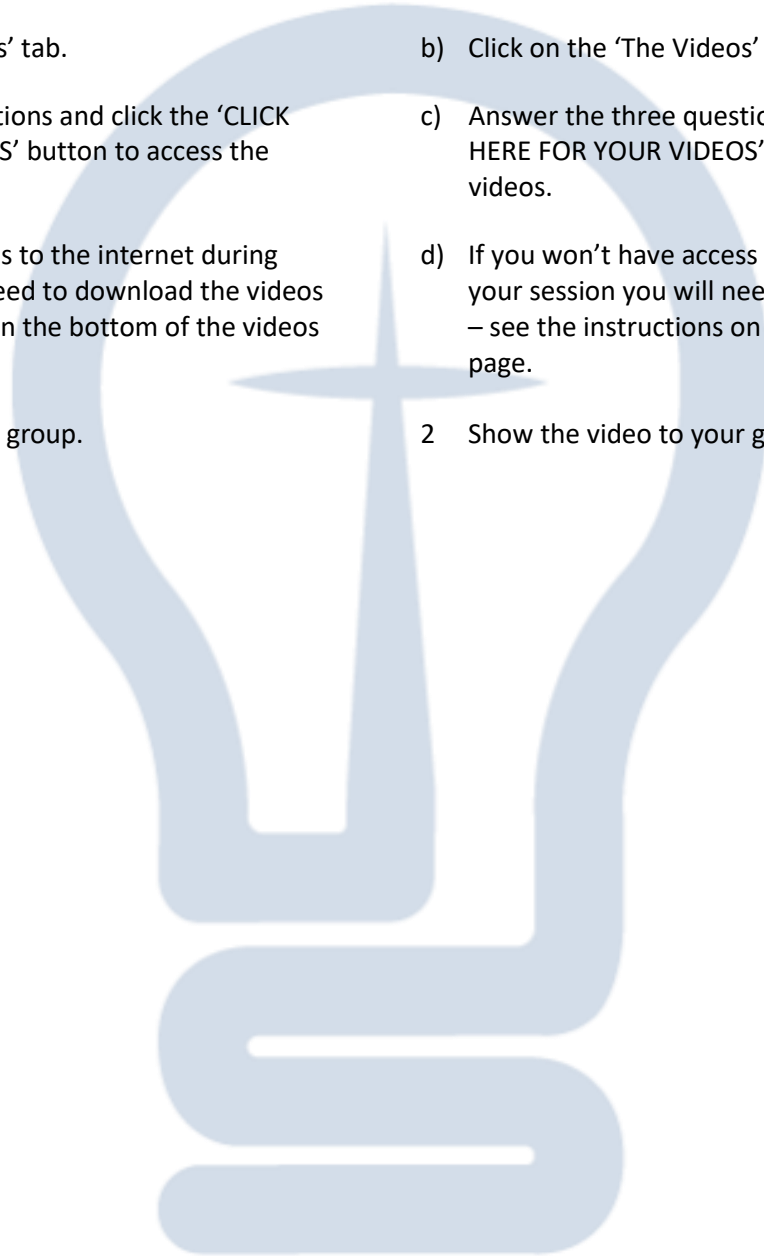 s’ tab.
tions and click the ‘CLICK
S’ button to access the
s to the internet during
eed to download the videos
n the bottom of the videos
group.
b) Click on the ‘The Videos’
c) Answer the three questio
HERE FOR YOUR VIDEOS’
videos.
d) If you won’t have access
your session you will nee
– see the instructions on
page.
2 Show the video to your g